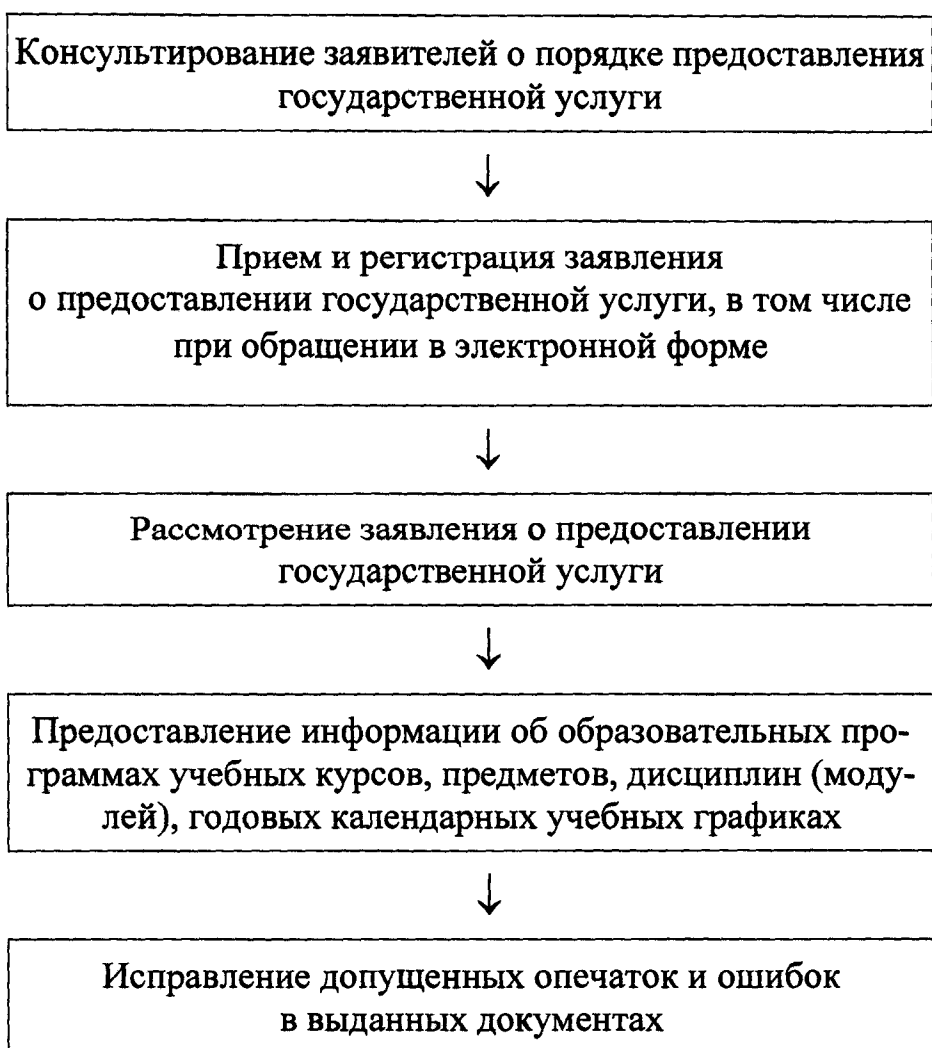 Консультирование заявителей о порядке предоставления
государственной услуги
↓
Прием и регистрация заявления
о предоставлении государственной услуги, в том числе
при обращении в электронной форме
↓
Рассмотрение заявления о предоставлении
государственной услуги
↓
Предоставление информации об образовательных про-
граммах учебных курсов, предметов, дисциплин (моду-
лей), годовых календарных учебных графиках
↓
Исправление допущенных опечаток и ошибок
в выданных документах